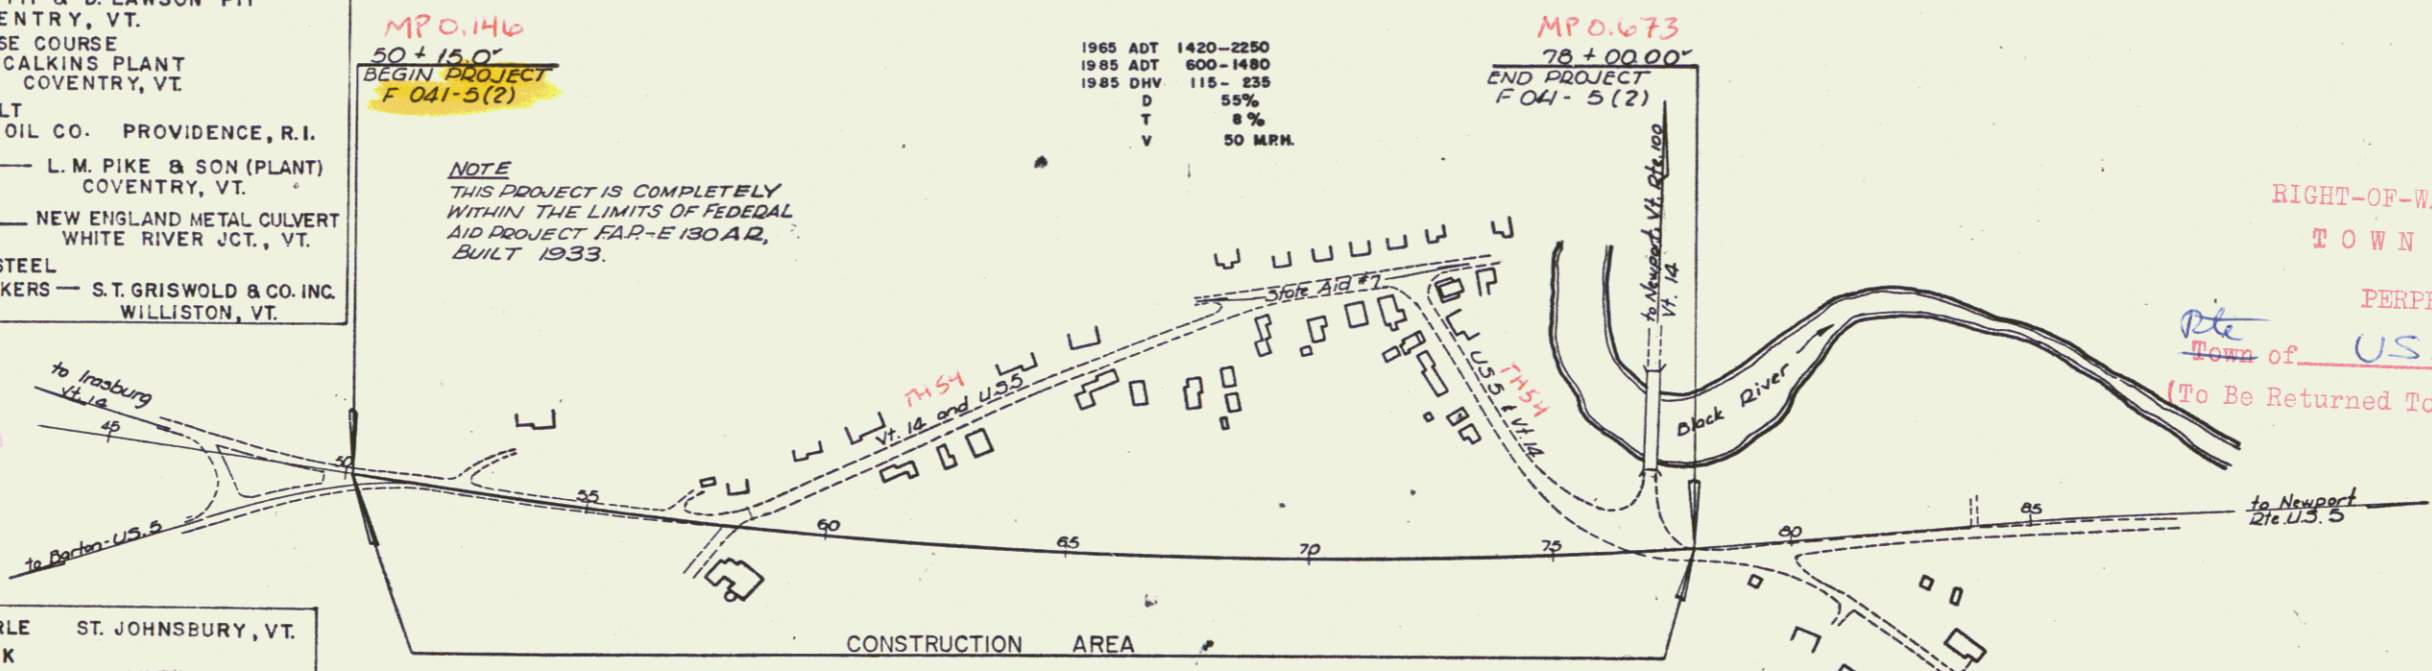 PIT & D. LAWSON PIT
ENTRY, VT.
SE COURSE
CALKINS PLANT
COVENTRY, VT.
LT
OIL CO. PROVIDENCE, R.I.
L. M. PIKE & SON (PLANT)
COVENTRY, VT.
NEW ENGLAND METAL CULVERT
WHITE RIVER JCT., VT.
STEEL
KERS — S.T. GRISWOLD & CO. INC.
WILLISTON, VT.
MP 0.146
50 + 15.0
BEGIN PROJECT
F 041-5(2)
NOTE
THIS PROJECT IS COMPLETELY
WITHIN THE LIMITS OF FEDERAL
AID PROJECT F.A.P.-E 130 AR,
BUILT 1933.
1965 ADT 1420-2250
1985 ADT 600-1480
1985 DHV. 115- 235
D 55%
T 8%
V 50 M.P.H.
MP 0.673
78 + 00.00
END PROJECT
F 041- 5(2)
to Newport, Vt. Rte. 100
Vt. 14
RIGHT-OF-WA
TOWN
PERPE
Rte
Town of US
(To Be Returned To
State Aid #7
to Irasburg
Vt. 14
45
50
55
60
65
70
75
80
85
TH 54
Vt. 14 and U.S.5
U.S.5 & Vt.14
TH54
Black River
to Barton-U.S.5
to Newport
Rte. U.S. 5
CONSTRUCTION AREA
RLE ST. JOHNSBURY, VT.
K